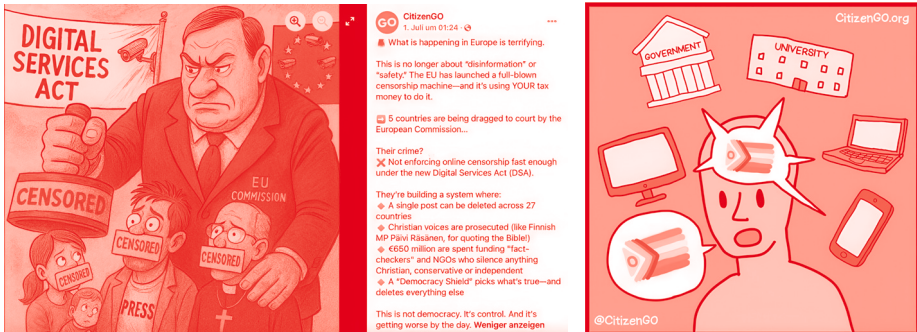 DIGITAL
SERVICES
ACT
CENSORED
EU
COMMISSION
CENSORED
CENSORED
CENSORED
PRESS
GO
CitizenGO
1. Juli um 01:24 ·
🚨 What is happening in Europe is terrifying.
This is no longer about "disinformation" or
"safety." The EU has launched a full-blown
censorship machine—and it's using YOUR tax
money to do it.
➡️ 5 countries are being dragged to court by the
European Commission...
Their crime?
❌ Not enforcing online censorship fast enough
under the new Digital Services Act (DSA).
They're building a system where:
🔸 A single post can be deleted across 27
countries
🔸 Christian voices are prosecuted (like Finnish
MP Päivi Räsänen, for quoting the Bible!)
🔸 €650 million are spent funding "fact-
checkers" and NGOs who silence anything
Christian, conservative or independent
🔸 A "Democracy Shield" picks what's true—and
deletes everything else
This is not democracy. It's control. And it's
getting worse by the day. Weniger anzeigen
CitizenGO.org
GOVERNMENT
UNIVERSITY
@CitizenGO